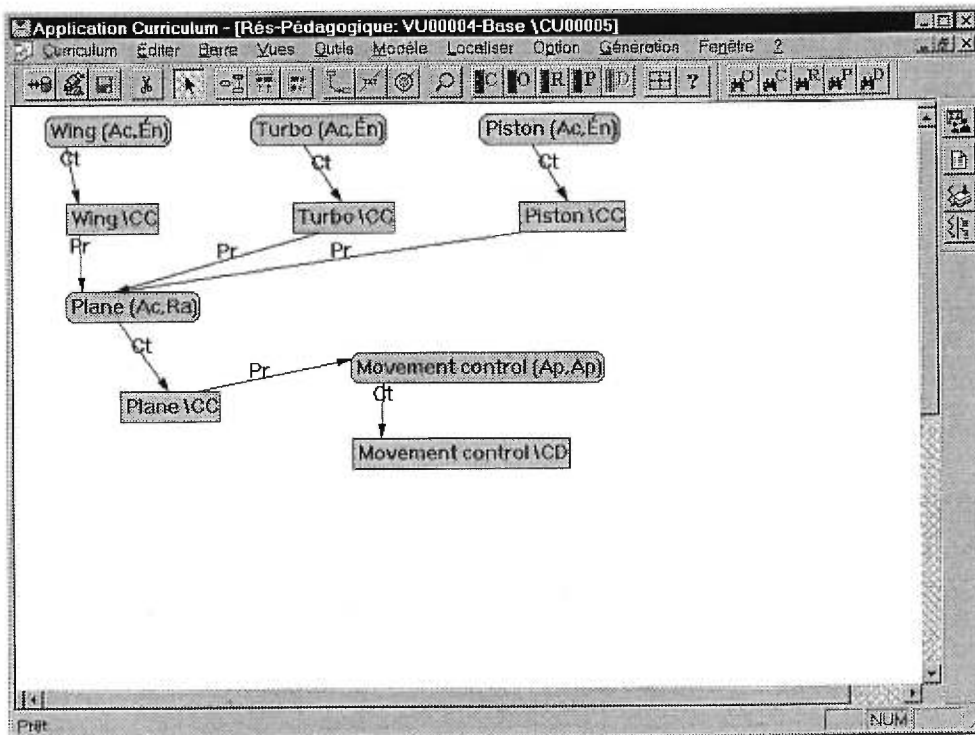 Application Curriculum - [Rés-Pédagogique: VU00004-Base \CU00005]
Curriculum Éditer Barre Vues Outils Modèle Localiser Option Génération Fenêtre ?
C O R P D ? O C R P D
Wing (Ac,Én) Turbo (Ac,Én) Piston (Ac,Én)
Ct Ct Ct
Wing \CC Turbo \CC Piston \CC
Pr Pr Pr
Plane (Ac,Ra)
Ct
Pr Movement control (Ap,Ap)
Plane \CC Ct
Movement control \CD
Prêt NUM